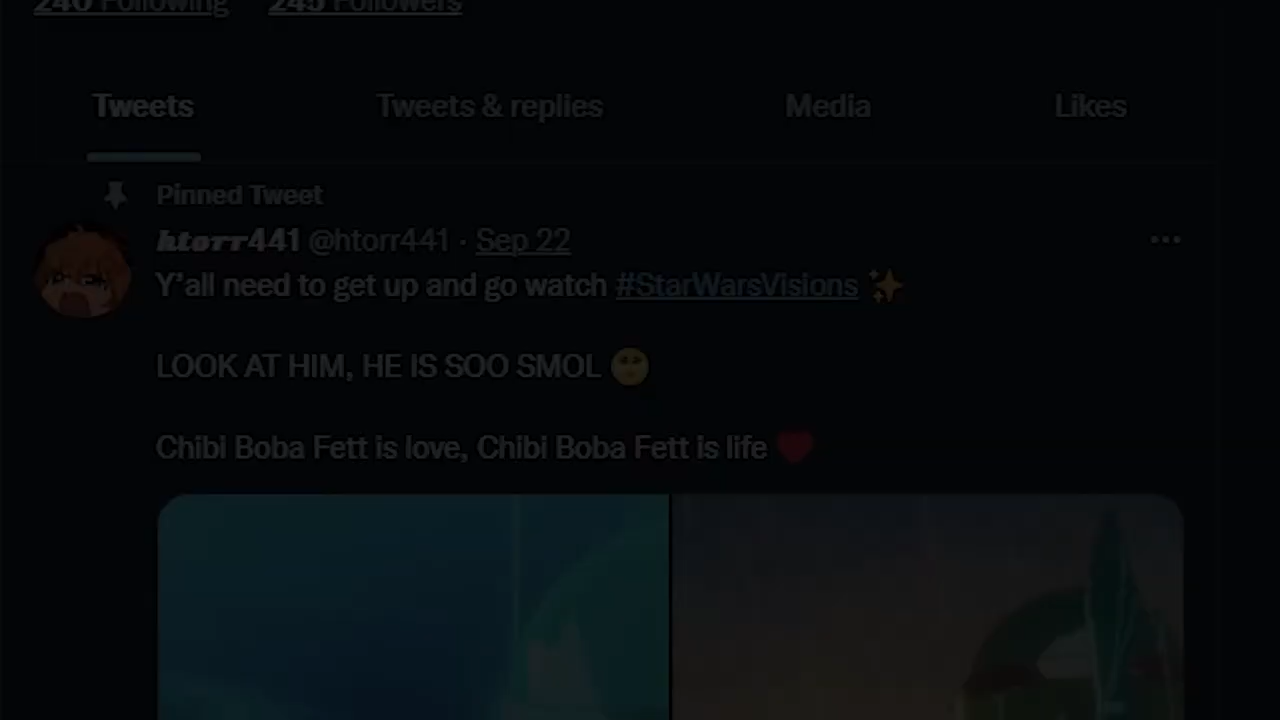 240 Following 245 Followers
Tweets Tweets & replies Media Likes
Pinned Tweet
htorr441 @htorr441 · Sep 22
Y'all need to get up and go watch #StarWarsVisions ✨
LOOK AT HIM, HE IS SOO SMOL 🥺
Chibi Boba Fett is love, Chibi Boba Fett is life ❤️